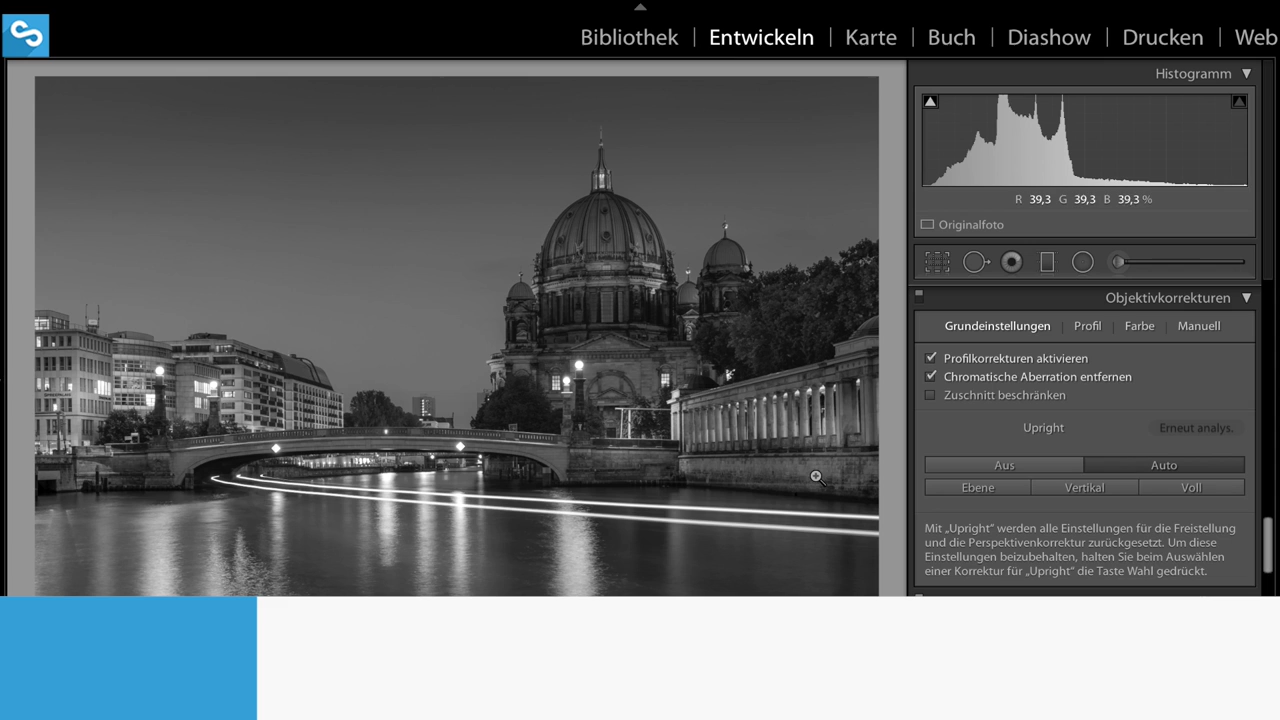 Bibliothek | Entwickeln | Karte | Buch | Diashow | Drucken | Web
Histogramm
R 39,3 G 39,3 B 39,3 %
Originalfoto
Objektivkorrekturen
Grundeinstellungen | Profil | Farbe | Manuell
Profilkorrekturen aktivieren
Chromatische Aberration entfernen
Zuschnitt beschränken
Upright Erneut analys.
Aus Auto
Ebene Vertikal Voll
Mit „Upright“ werden alle Einstellungen für die Freistellung
und die Perspektivenkorrektur zurückgesetzt. Um diese
Einstellungen beizubehalten, halten Sie beim Auswählen
einer Korrektur für „Upright“ die Taste Wahl gedrückt.